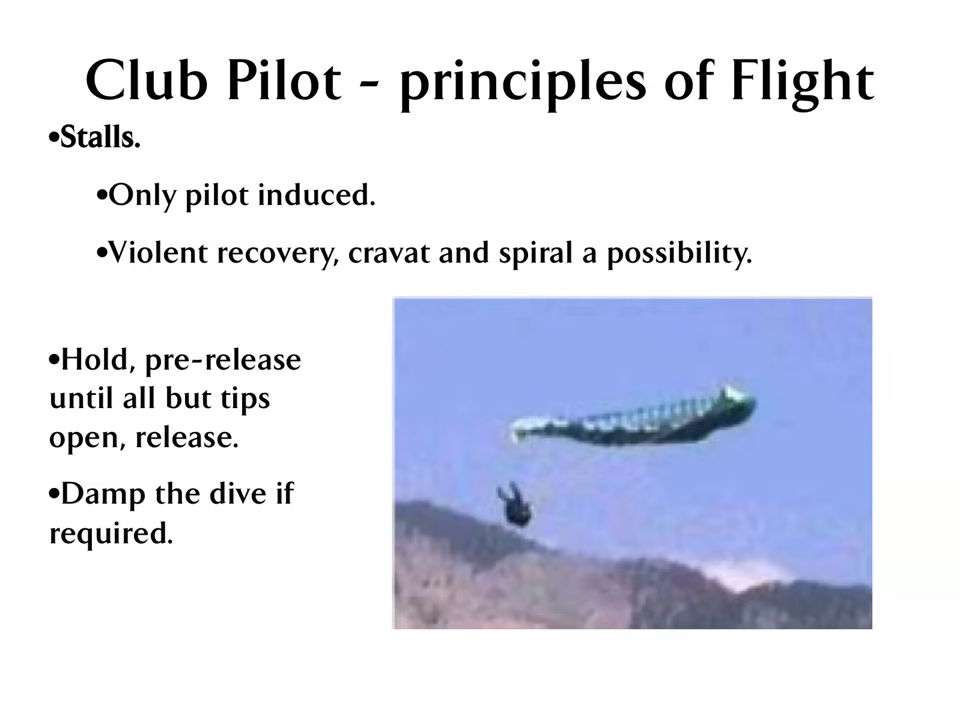 Club Pilot - principles of Flight
•Stalls.
•Only pilot induced.
•Violent recovery, cravat and spiral a possibility.
•Hold, pre-release
until all but tips
open, release.
•Damp the dive if
required.